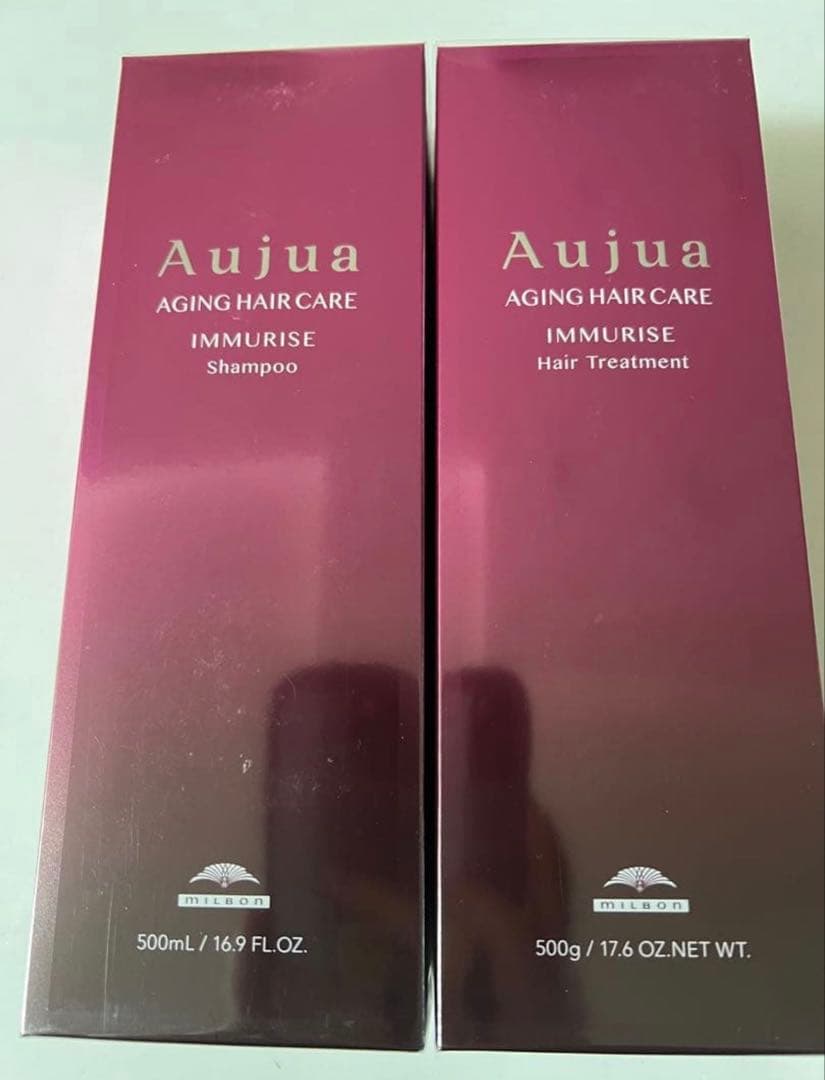 Aujua
AGING HAIR CARE
IMMURISE
Shampoo
MILBON
500mL / 16.9 FL.OZ.
Aujua
AGING HAIR CARE
IMMURISE
Hair Treatment
MILBON
500g / 17.6 OZ.NET WT.